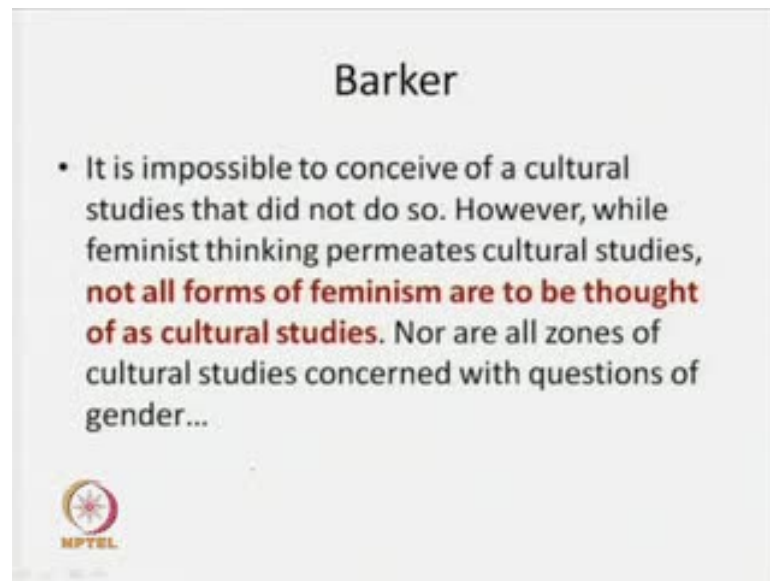 Barker
• It is impossible to conceive of a cultural
studies that did not do so. However, while
feminist thinking permeates cultural studies,
not all forms of feminism are to be thought
of as cultural studies. Nor are all zones of
cultural studies concerned with questions of
gender...
NPTEL